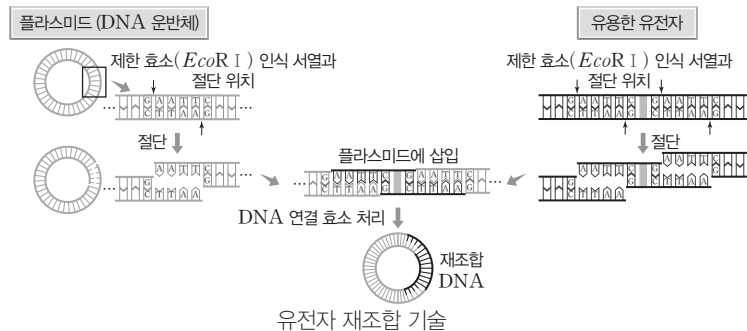 플라스미드 (DNA 운반체)
유용한 유전자
제한 효소(EcoR I) 인식 서열과
절단 위치
제한 효소(EcoR I) 인식 서열과
절단 위치
절단
절단
플라스미드에 삽입
DNA 연결 효소 처리
재조합
DNA
유전자 재조합 기술